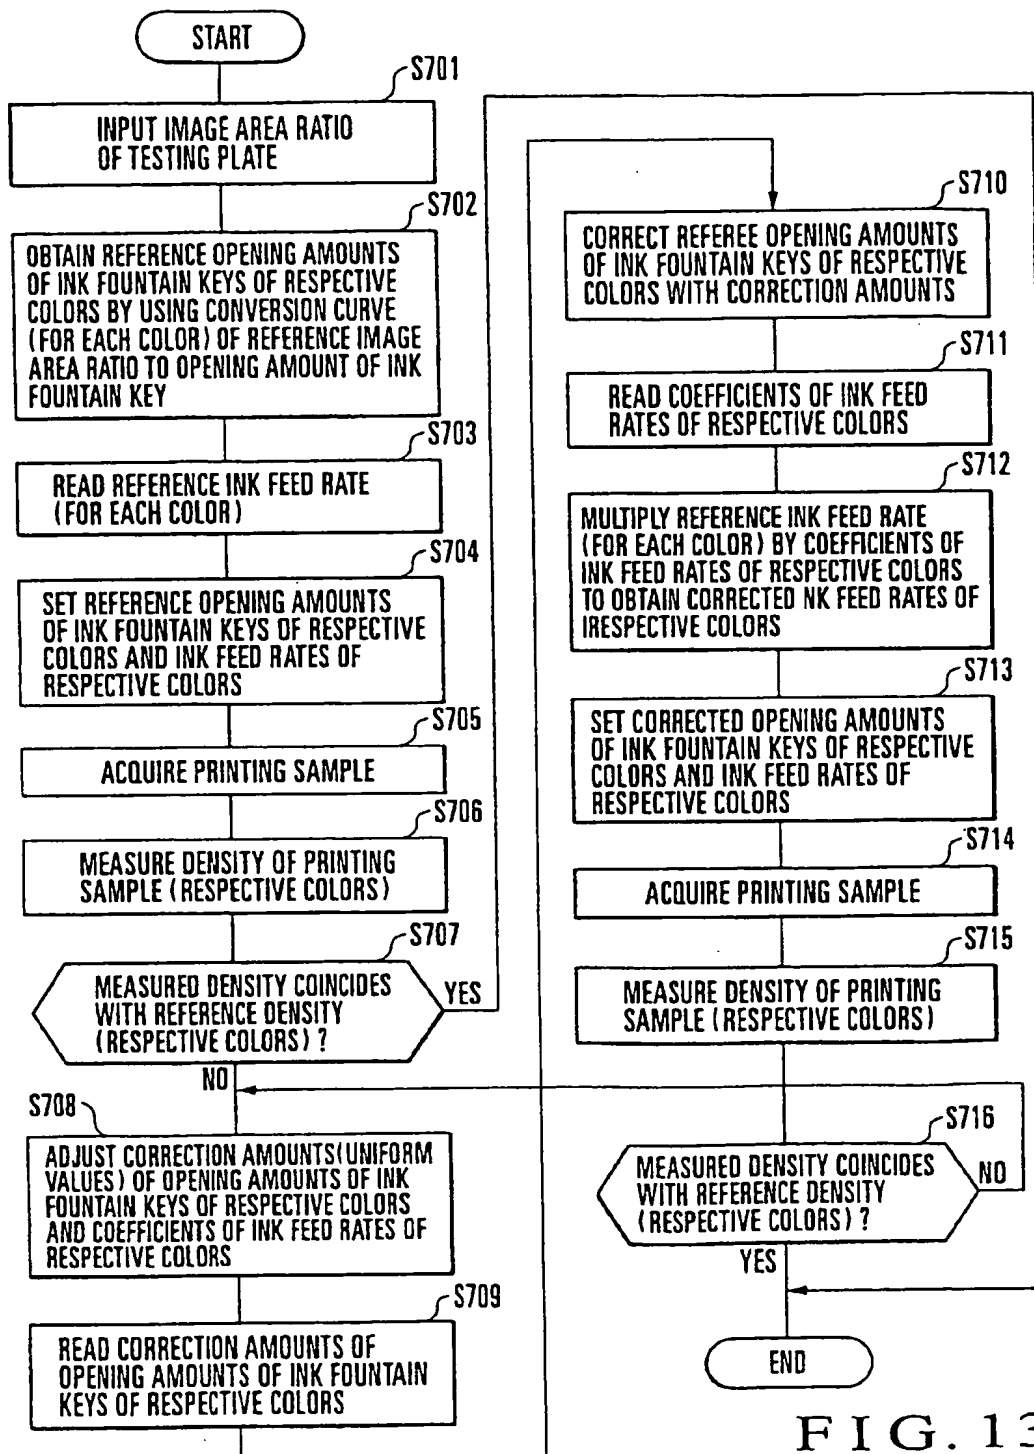 START
S701
INPUT IMAGE AREA RATIO
OF TESTING PLATE
S702
OBTAIN REFERENCE OPENING AMOUNTS
OF INK FOUNTAIN KEYS OF RESPECTIVE
COLORS BY USING CONVERSION CURVE
(FOR EACH COLOR) OF REFERENCE IMAGE
AREA RATIO TO OPENING AMOUNT OF INK
FOUNTAIN KEY
S703
READ REFERENCE INK FEED RATE
(FOR EACH COLOR)
S704
SET REFERENCE OPENING AMOUNTS
OF INK FOUNTAIN KEYS OF RESPECTIVE
COLORS AND INK FEED RATES OF
RESPECTIVE COLORS
S705
ACQUIRE PRINTING SAMPLE
S706
MEASURE DENSITY OF PRINTING
SAMPLE (RESPECTIVE COLORS)
S707
MEASURED DENSITY COINCIDES
WITH REFERENCE DENSITY
(RESPECTIVE COLORS) ?
YES
NO
S708
ADJUST CORRECTION AMOUNTS(UNIFORM
VALUES) OF OPENING AMOUNTS OF INK
FOUNTAIN KEYS OF RESPECTIVE COLORS
AND COEFFICIENTS OF INK FEED RATES OF
RESPECTIVE COLORS
S709
READ CORRECTION AMOUNTS OF
OPENING AMOUNTS OF INK FOUNTAIN
KEYS OF RESPECTIVE COLORS
S710
CORRECT REFEREE OPENING AMOUNTS
OF INK FOUNTAIN KEYS OF RESPECTIVE
COLORS WITH CORRECTION AMOUNTS
S711
READ COEFFICIENTS OF INK FEED
RATES OF RESPECTIVE COLORS
S712
MULTIPLY REFERENCE INK FEED RATE
(FOR EACH COLOR) BY COEFFICIENTS OF
INK FEED RATES OF RESPECTIVE COLORS
TO OBTAIN CORRECTED NK FEED RATES OF
IRESPECTIVE COLORS
S713
SET CORRECTED OPENING AMOUNTS
OF INK FOUNTAIN KEYS OF RESPECTIVE
COLORS AND INK FEED RATES OF
RESPECTIVE COLORS
S714
ACQUIRE PRINTING SAMPLE
S715
MEASURE DENSITY OF PRINTING
SAMPLE (RESPECTIVE COLORS)
S716
MEASURED DENSITY COINCIDES
WITH REFERENCE DENSITY
(RESPECTIVE COLORS) ?
NO
YES
END
FIG. 13